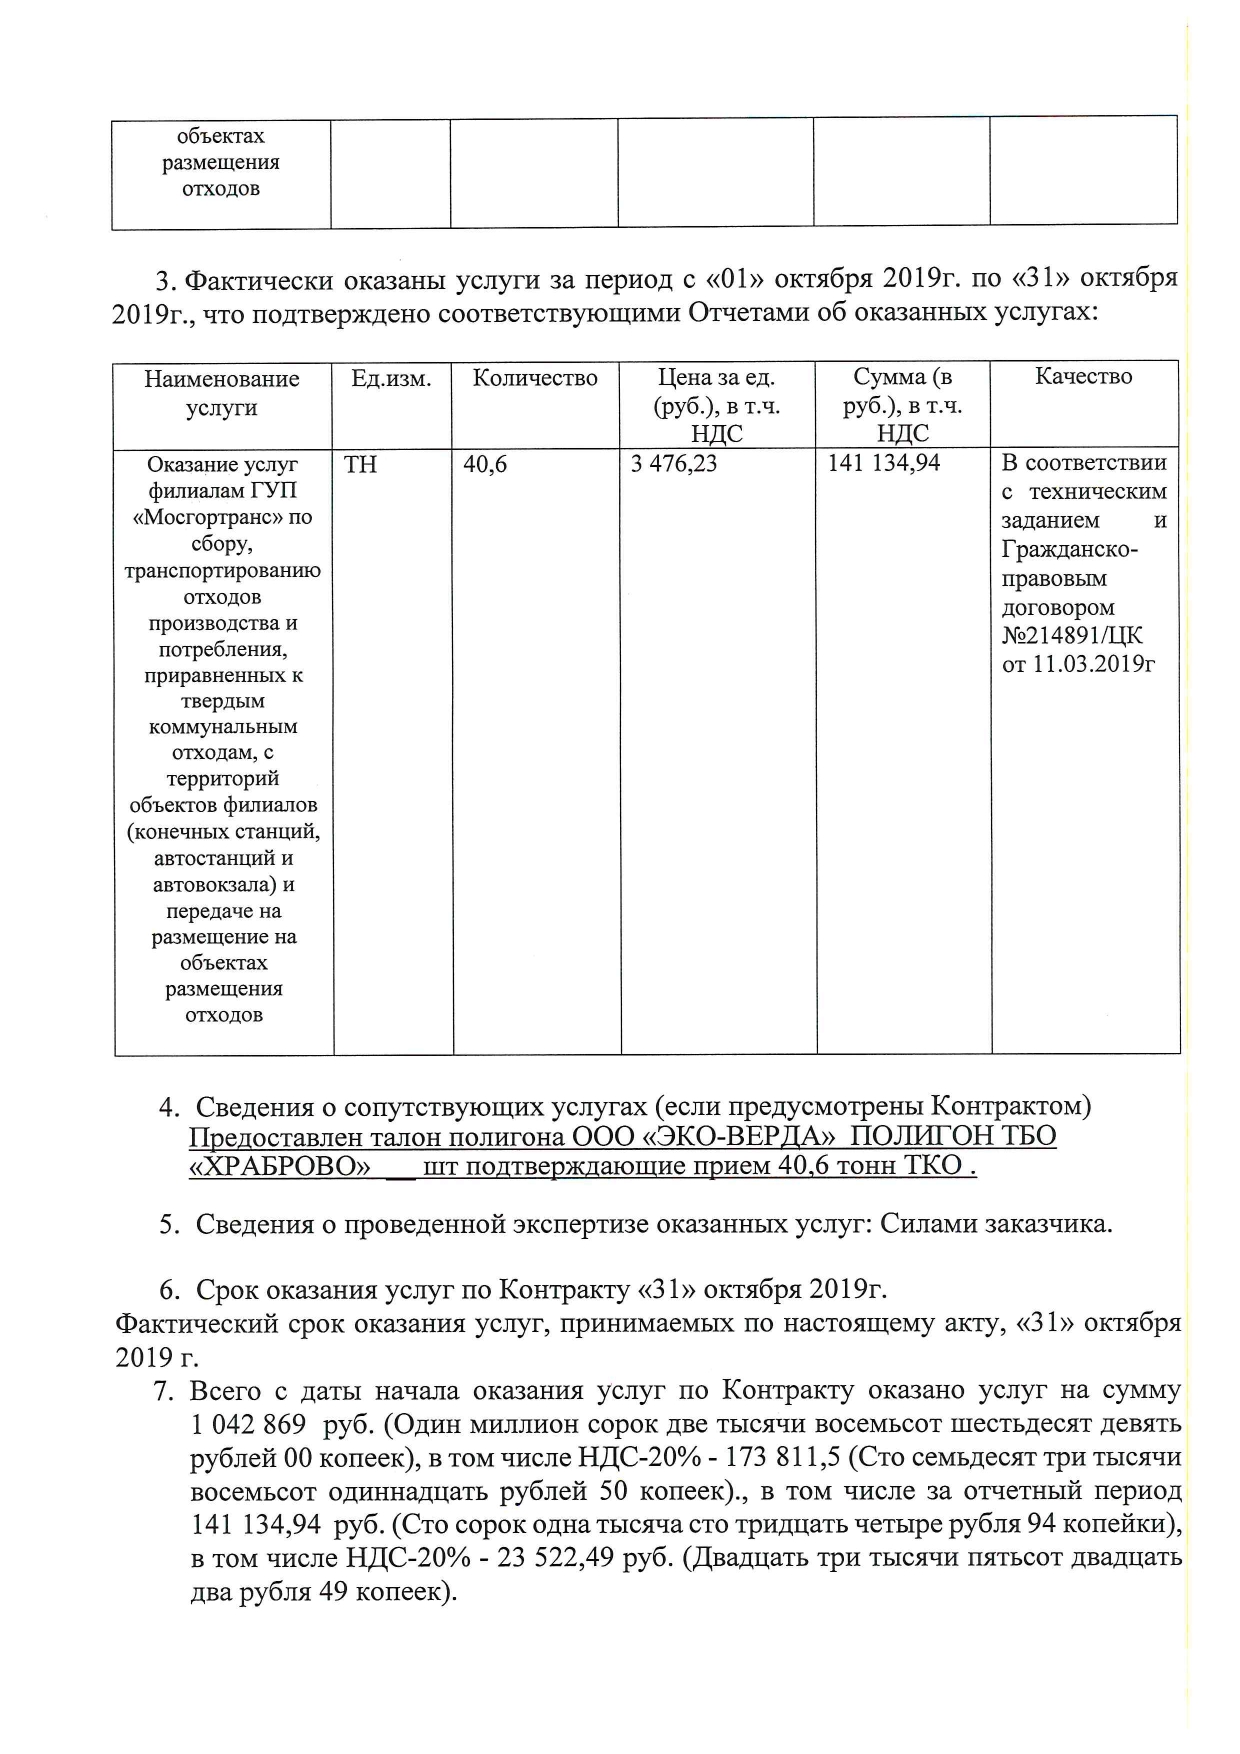 объектах
размещения
отходов
3. Фактически оказаны услуги за период с «01» октября 2019г. по «31» октября
2019г., что подтверждено соответствующими Отчетами об оказанных услугах:
Наименование
услуги
Ед.изм.
Количество
Цена за ед.
(руб.), в т.ч.
НДС
Сумма (в
руб.), в т.ч.
НДС
Качество
Оказание услуг
филиалам ГУП
«Мосгортранс» по
сбору,
транспортированию
отходов
производства и
потребления,
приравненных к
твердым
коммунальным
отходам, с
территорий
объектов филиалов
(конечных станций,
автостанций и
автовокзала) и
передаче на
размещение на
объектах
размещения
отходов
ТН
40,6
3 476,23
141 134,94
В соответствии
с техническим
заданием и
Гражданско-
правовым
договором
№214891/ЦК
от 11.03.2019г
4. Сведения о сопутствующих услугах (если предусмотрены Контрактом)
Предоставлен талон полигона ООО «ЭКО-ВЕРДА» ПОЛИГОН ТБО
«ХРАБРОВО» ___ шт подтверждающие прием 40,6 тонн ТКО .
5. Сведения о проведенной экспертизе оказанных услуг: Силами заказчика.
6. Срок оказания услуг по Контракту «31» октября 2019г.
Фактический срок оказания услуг, принимаемых по настоящему акту, «31» октября
2019 г.
7. Всего с даты начала оказания услуг по Контракту оказано услуг на сумму
1 042 869 руб. (Один миллион сорок две тысячи восемьсот шестьдесят девять
рублей 00 копеек), в том числе НДС-20% - 173 811,5 (Сто семьдесят три тысячи
восемьсот одиннадцать рублей 50 копеек)., в том числе за отчетный период
141 134,94 руб. (Сто сорок одна тысяча сто тридцать четыре рубля 94 копейки),
в том числе НДС-20% - 23 522,49 руб. (Двадцать три тысячи пятьсот двадцать
два рубля 49 копеек).